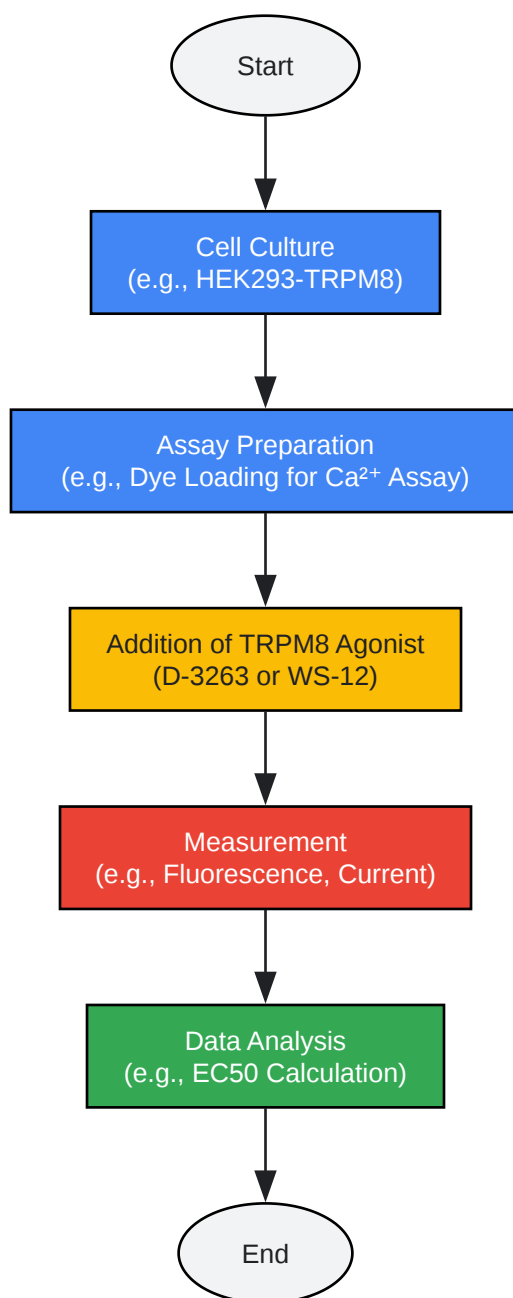 Start
Cell Culture
(e.g., HEK293-TRPM8)
Assay Preparation
(e.g., Dye Loading for Ca²⁺ Assay)
Addition of TRPM8 Agonist
(D-3263 or WS-12)
Measurement
(e.g., Fluorescence, Current)
Data Analysis
(e.g., EC50 Calculation)
End